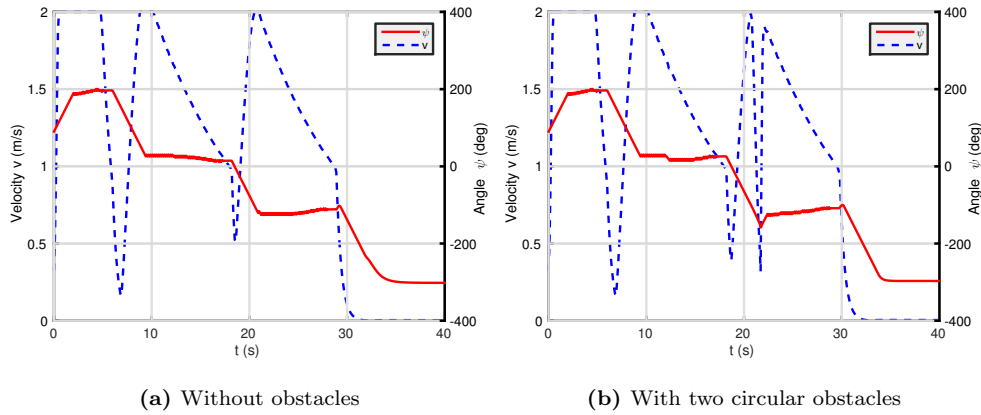 2
1.5
1
0.5
0
400
200
0
-200
-400
0
10
20
30
40
Velocity v (m/s)
Angle ψ (deg)
t (s)
ψ
v
(a) Without obstacles
2
1.5
1
0.5
0
400
200
0
-200
-400
0
10
20
30
40
Velocity v (m/s)
Angle ψ (deg)
t (s)
ψ
v
(b) With two circular obstacles